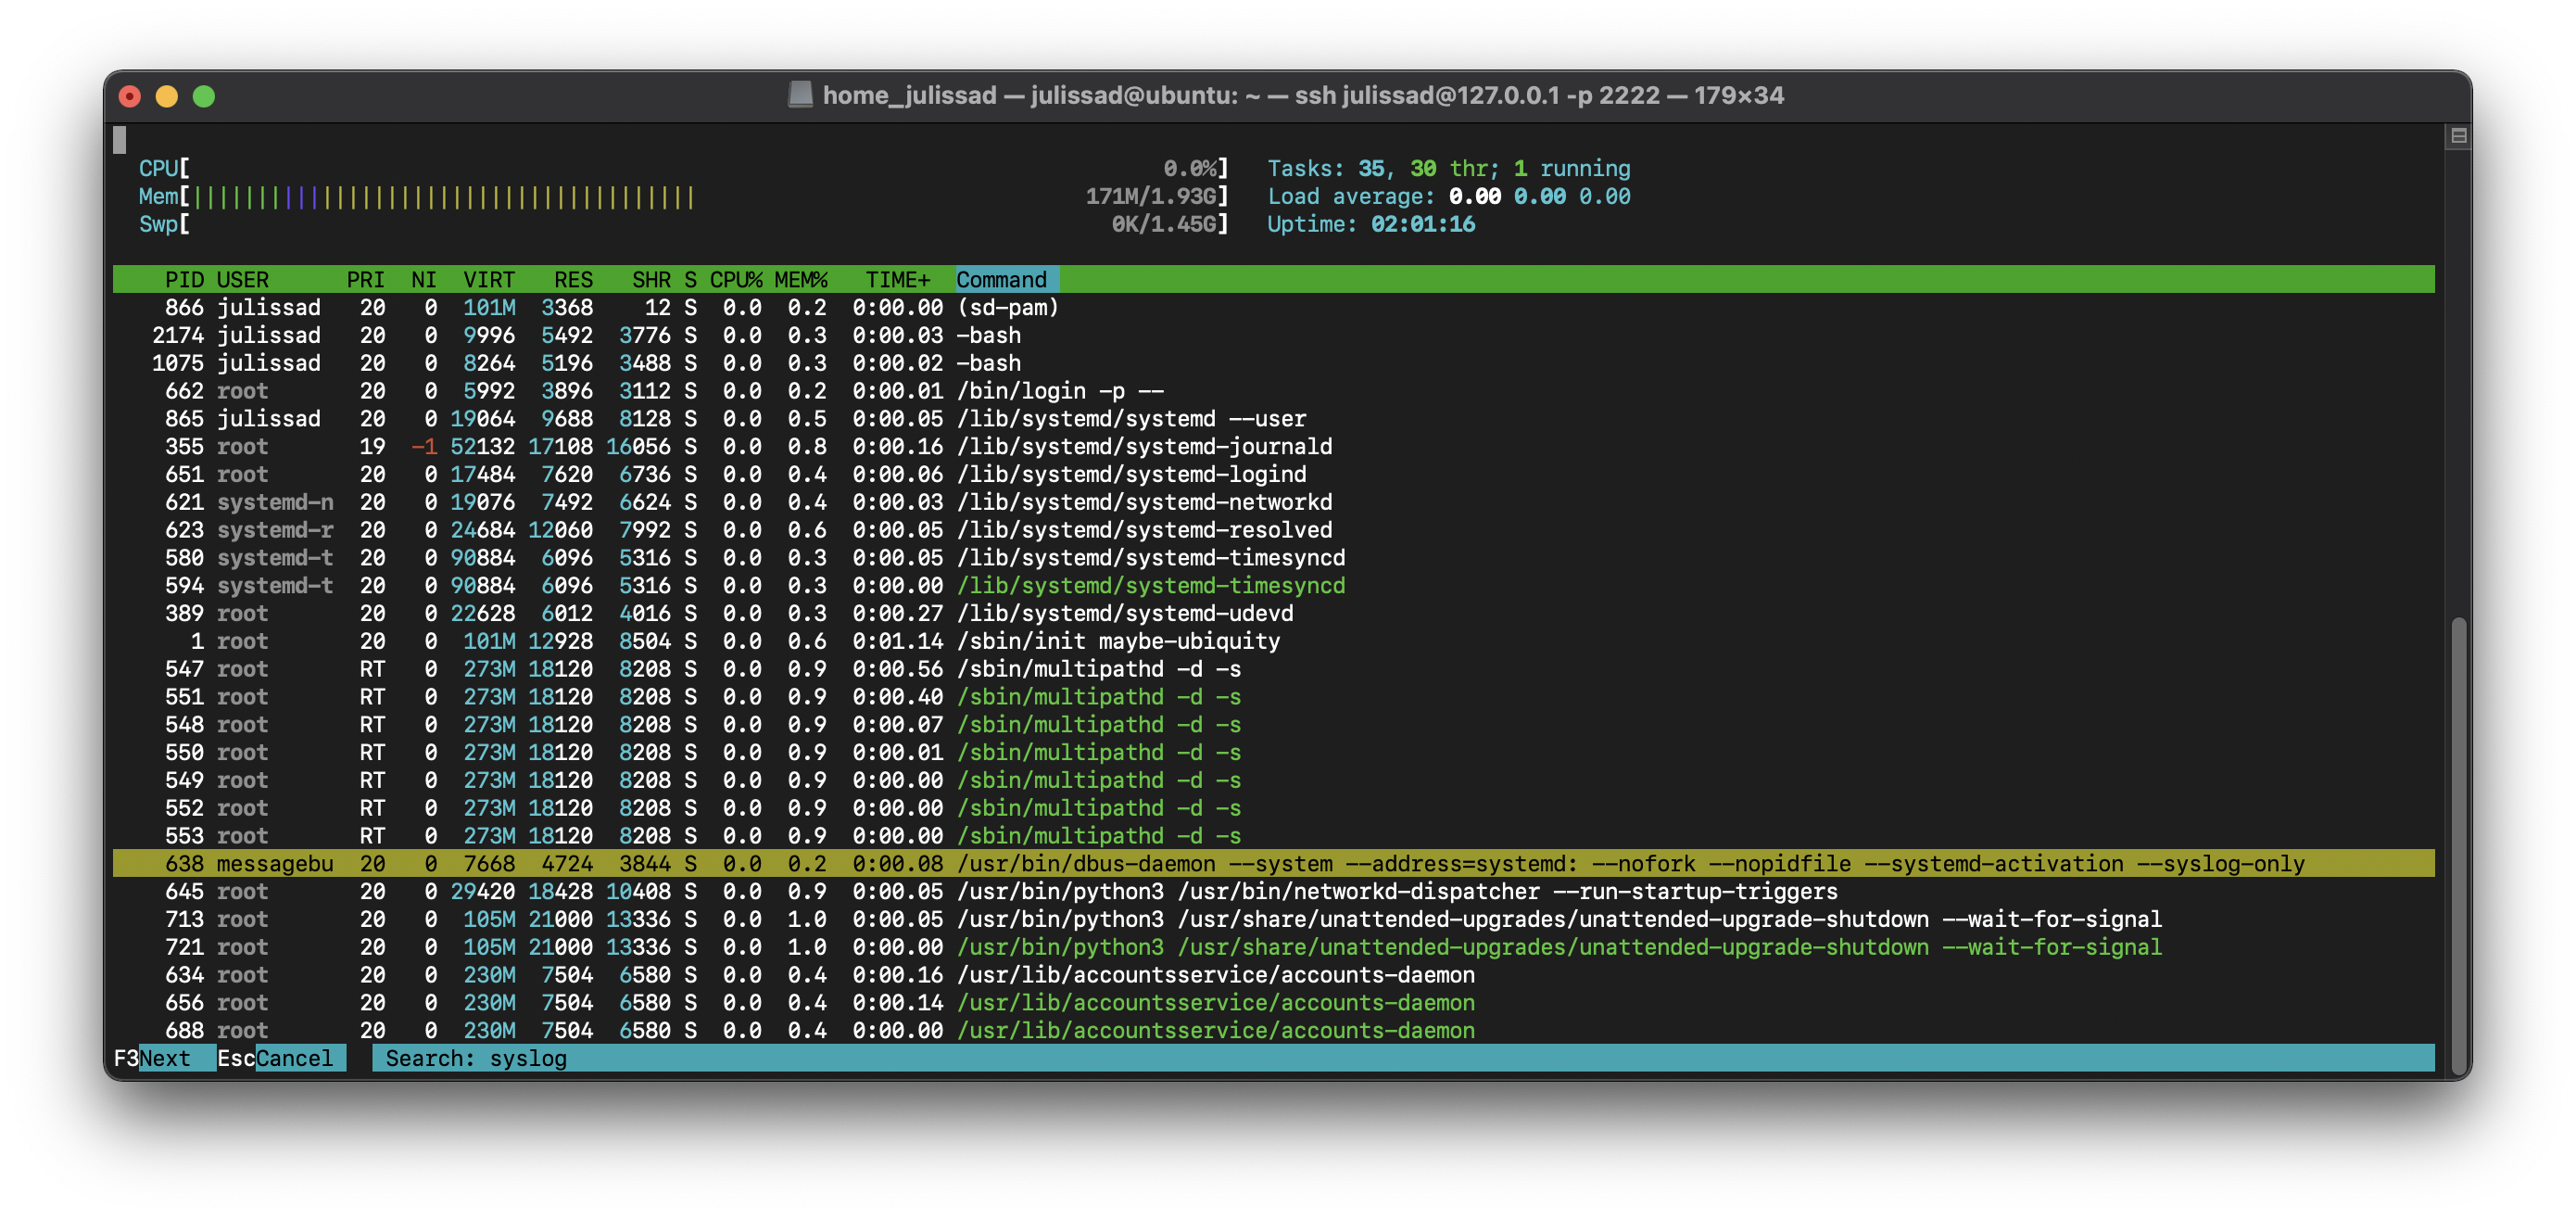 home_julissad — julissad@ubuntu: ~ — ssh julissad@127.0.0.1 -p 2222 — 179×34
CPU[ 0.0%] Tasks: 35, 30 thr; 1 running
Mem[||||||||||||||||||||||||||||||||||||||| 171M/1.93G] Load average: 0.00 0.00 0.00
Swp[ 0K/1.45G] Uptime: 02:01:16
PID USER PRI NI VIRT RES SHR S CPU% MEM% TIME+ Command
866 julissad 20 0 101M 3368 12 S 0.0 0.2 0:00.00 (sd-pam)
2174 julissad 20 0 9996 5492 3776 S 0.0 0.3 0:00.03 -bash
1075 julissad 20 0 8264 5196 3488 S 0.0 0.3 0:00.02 -bash
662 root 20 0 5992 3896 3112 S 0.0 0.2 0:00.01 /bin/login -p --
865 julissad 20 0 19064 9688 8128 S 0.0 0.5 0:00.05 /lib/systemd/systemd --user
355 root 19 -1 52132 17108 16056 S 0.0 0.8 0:00.16 /lib/systemd/systemd-journald
651 root 20 0 17484 7620 6736 S 0.0 0.4 0:00.06 /lib/systemd/systemd-logind
621 systemd-n 20 0 19076 7492 6624 S 0.0 0.4 0:00.03 /lib/systemd/systemd-networkd
623 systemd-r 20 0 24684 12060 7992 S 0.0 0.6 0:00.05 /lib/systemd/systemd-resolved
580 systemd-t 20 0 90884 6096 5316 S 0.0 0.3 0:00.05 /lib/systemd/systemd-timesyncd
594 systemd-t 20 0 90884 6096 5316 S 0.0 0.3 0:00.00 /lib/systemd/systemd-timesyncd
389 root 20 0 22628 6012 4016 S 0.0 0.3 0:00.27 /lib/systemd/systemd-udevd
1 root 20 0 101M 12928 8504 S 0.0 0.6 0:01.14 /sbin/init maybe-ubiquity
547 root RT 0 273M 18120 8208 S 0.0 0.9 0:00.56 /sbin/multipathd -d -s
551 root RT 0 273M 18120 8208 S 0.0 0.9 0:00.40 /sbin/multipathd -d -s
548 root RT 0 273M 18120 8208 S 0.0 0.9 0:00.07 /sbin/multipathd -d -s
550 root RT 0 273M 18120 8208 S 0.0 0.9 0:00.01 /sbin/multipathd -d -s
549 root RT 0 273M 18120 8208 S 0.0 0.9 0:00.00 /sbin/multipathd -d -s
552 root RT 0 273M 18120 8208 S 0.0 0.9 0:00.00 /sbin/multipathd -d -s
553 root RT 0 273M 18120 8208 S 0.0 0.9 0:00.00 /sbin/multipathd -d -s
638 messagebu 20 0 7668 4724 3844 S 0.0 0.2 0:00.08 /usr/bin/dbus-daemon --system --address=systemd: --nofork --nopidfile --systemd-activation --syslog-only
645 root 20 0 29420 18428 10408 S 0.0 0.9 0:00.05 /usr/bin/python3 /usr/bin/networkd-dispatcher --run-startup-triggers
713 root 20 0 105M 21000 13336 S 0.0 1.0 0:00.05 /usr/bin/python3 /usr/share/unattended-upgrades/unattended-upgrade-shutdown --wait-for-signal
721 root 20 0 105M 21000 13336 S 0.0 1.0 0:00.00 /usr/bin/python3 /usr/share/unattended-upgrades/unattended-upgrade-shutdown --wait-for-signal
634 root 20 0 230M 7504 6580 S 0.0 0.4 0:00.16 /usr/lib/accountsservice/accounts-daemon
656 root 20 0 230M 7504 6580 S 0.0 0.4 0:00.14 /usr/lib/accountsservice/accounts-daemon
688 root 20 0 230M 7504 6580 S 0.0 0.4 0:00.00 /usr/lib/accountsservice/accounts-daemon
F3Next EscCancel Search: syslog